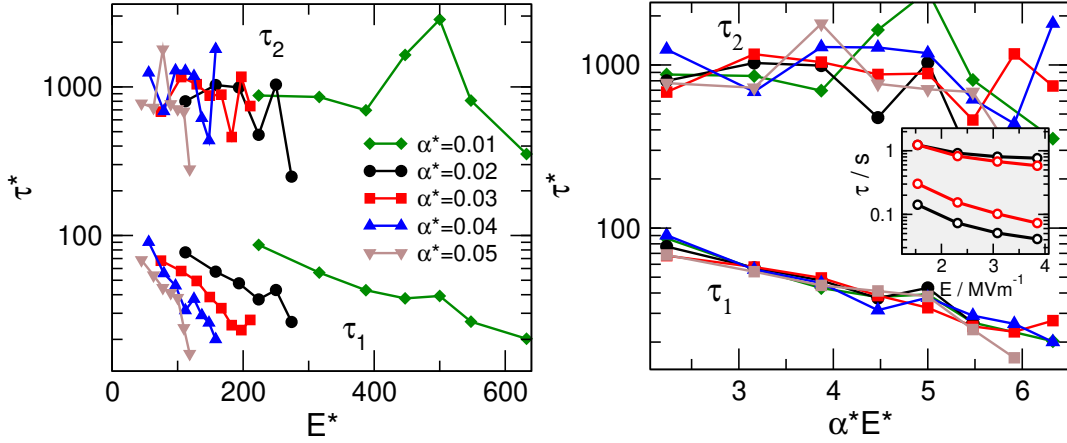 τ₂
1000
τ*
100
α*=0.01
α*=0.02
α*=0.03
α*=0.04
α*=0.05
τ₁
0 200 400 600
E*
τ₂
1000
τ*
100
τ / s
1
0.1
2 3 4
E / MVm⁻¹
τ₁
3 4 5 6
α*E*